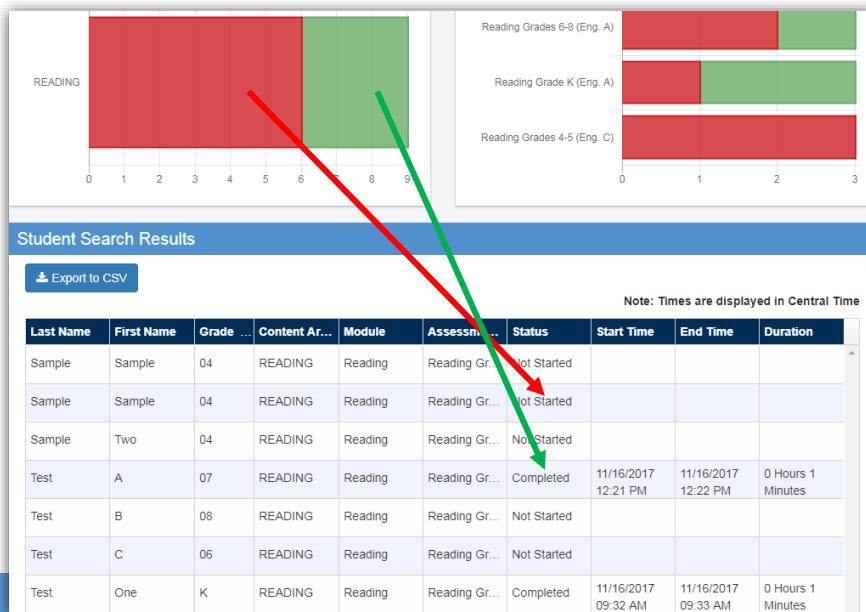 Reading Grades 6-8 (Eng. A)
READING
Reading Grade K (Eng. A)
Reading Grades 4-5 (Eng. C)
0 1 2 3 4 5 6 7 8 9
0 1 2 3
Student Search Results
Export to CSV
Note: Times are displayed in Central Time
Last Name First Name Grade ... Content Ar... Module Assessme... Status Start Time End Time Duration
Sample Sample 04 READING Reading Reading Gr... Not Started
Sample Sample 04 READING Reading Reading Gr... Not Started
Sample Two 04 READING Reading Reading Gr... Not Started
Test A 07 READING Reading Reading Gr... Completed 11/16/2017 11/16/2017 0 Hours 1
12:21 PM 12:22 PM Minutes
Test B 08 READING Reading Reading Gr... Not Started
Test C 06 READING Reading Reading Gr... Not Started
Test One K READING Reading Reading Gr... Completed 11/16/2017 11/16/2017 0 Hours 1
09:32 AM 09:33 AM Minutes